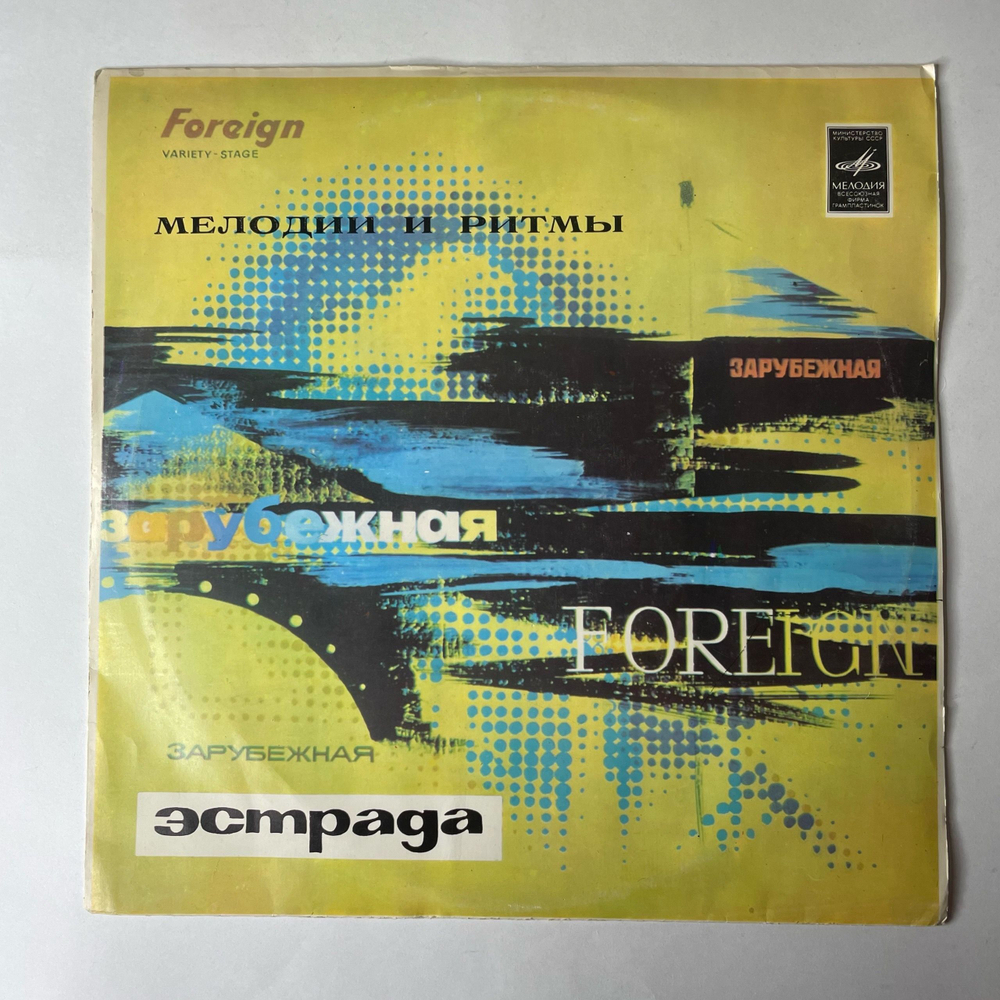 Foreign
VARIETY-STAGE
МИНИСТЕРСТВО
КУЛЬТУРЫ СССР
МЕЛОДИЯ
ВСЕСОЮЗНАЯ
ФИРМА
ГРАМПЛАСТИНОК
МЕЛОДИИ И РИТМЫ
ЗАРУБЕЖНАЯ
зарубежная
FOREIGN
ЗАРУБЕЖНАЯ
эстрада